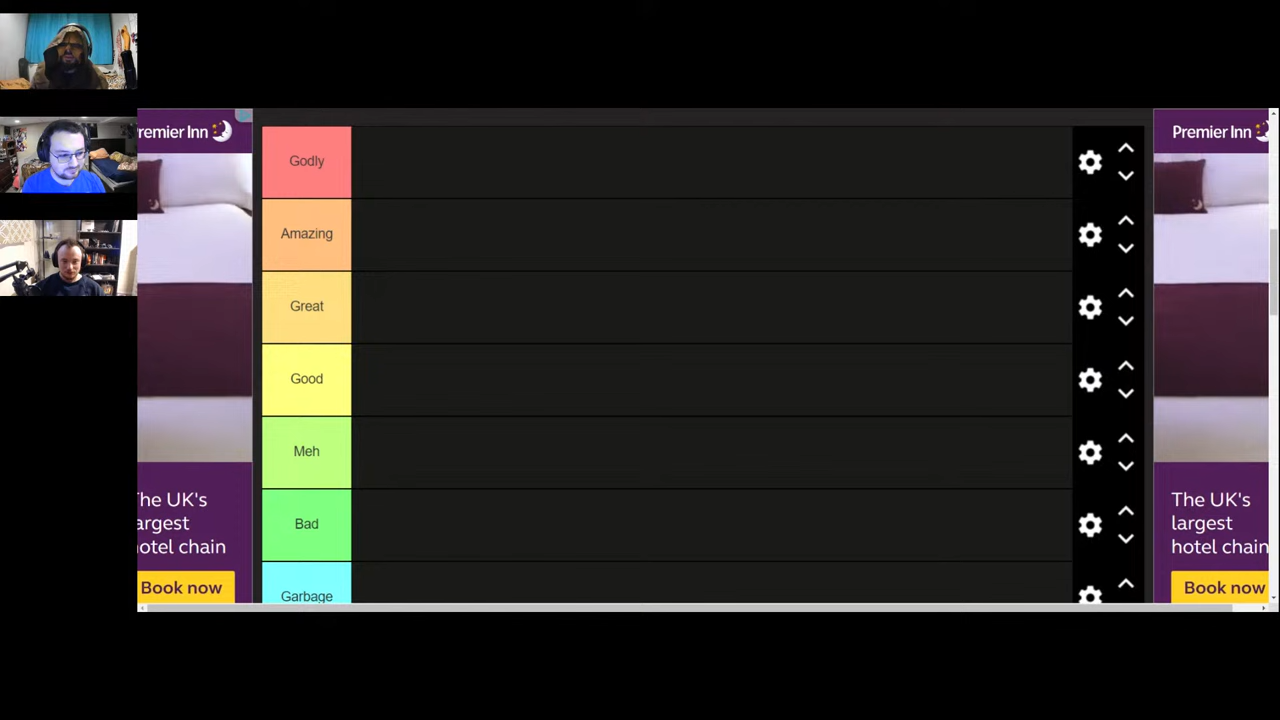 remier Inn
Godly
Amazing
Great
Good
Meh
Bad
Garbage
The UK's
argest
otel chain
Book now
Premier Inn
The UK's
largest
hotel chain
Book now